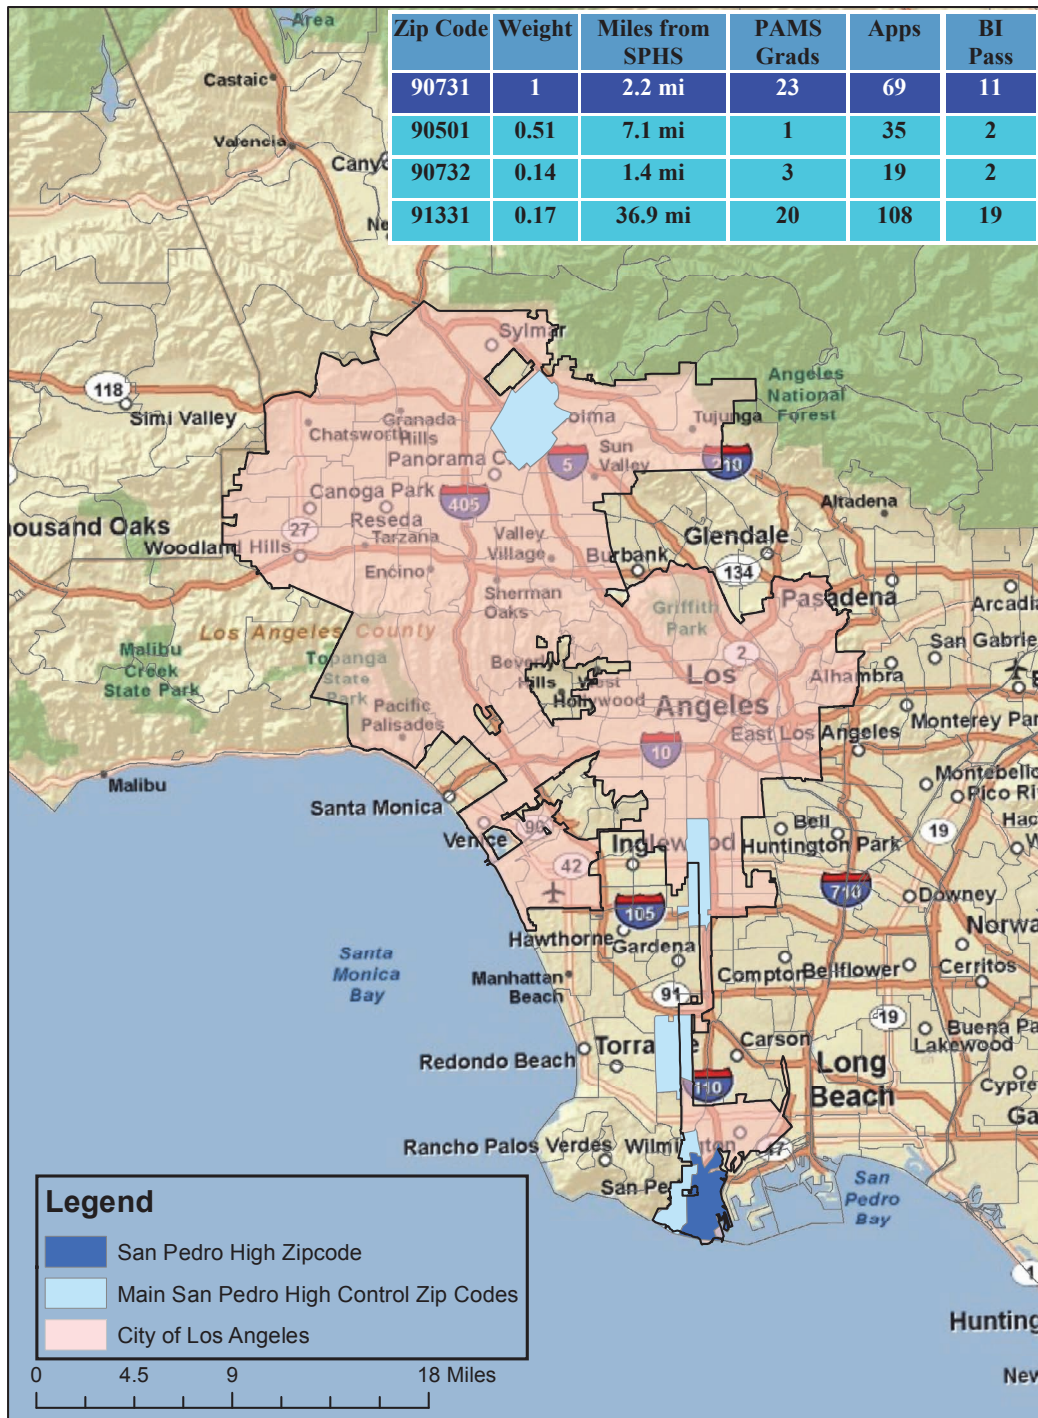 Area
Zip Code Weight Miles from SPHS PAMS Grads Apps BI Pass
90731 1 2.2 mi 23 69 11
90501 0.51 7.1 mi 1 35 2
90732 0.14 1.4 mi 3 19 2
91331 0.17 36.9 mi 20 108 19
Castaic
Valencia
Sylmar
118
Simi Valley
Angeles
National
Forest
Granada
Hills
Chatsworth
Tujunga
Sun
Valley
5
210
405
Canoga Park
27
Reseda
Tarzana
Valley
Village
Altadena
Glendale
Burbank
134
Oaks
Woodland Hills
Encino
Sherman
Oaks
Griffith
Park
Pasadena
Arcadia
Los Angeles County
Malibu
Creek
State Park
Topanga
State
Park
Beverly
Hills
West
Hollywood
2
Los
Angeles
Alhambra
San Gabriel
Pacific
Palisades
10
East Los Angeles
Monterey Park
Malibu
Santa Monica
Montebello
Venice
90
Bell
Huntington Park
19
42
105
710
Downey
Hawthorne
Gardena
Santa
Monica
Bay
Manhattan
Beach
Compton
Bellflower
Cerritos
91
19
Redondo Beach
Carson
Lakewood
Long
Beach
110
Rancho Palos Verdes
47
San
Pedro
Bay
1
Legend
San Pedro High Zipcode
Main San Pedro High Control Zip Codes
City of Los Angeles
0 4.5 9 18 Miles